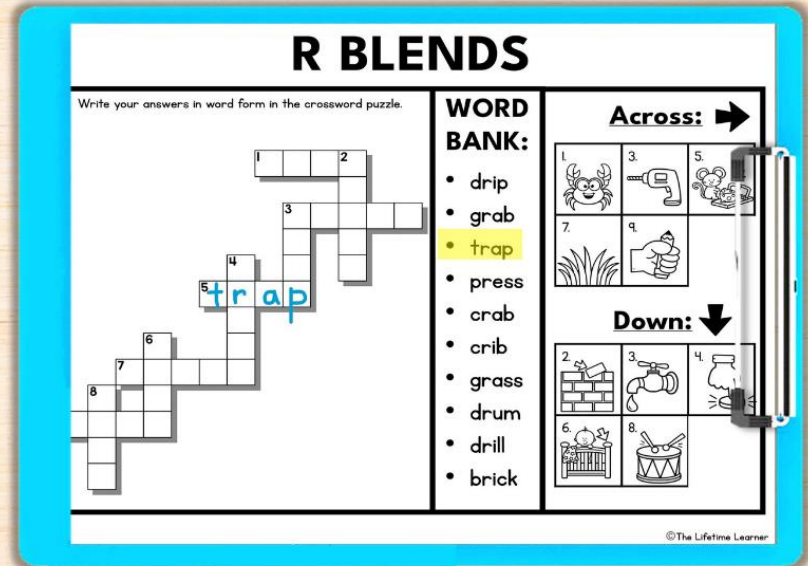 R BLENDS
Write your answers in word form in the crossword puzzle.
1
2
3
4
5
trap
6
7
8
WORD
BANK:
• drip
• grab
• trap
• press
• crab
• crib
• grass
• drum
• drill
• brick
Across:
1.
3.
5.
7.
9.
Down:
2.
3.
4.
6.
8.
©The Lifetime Learner